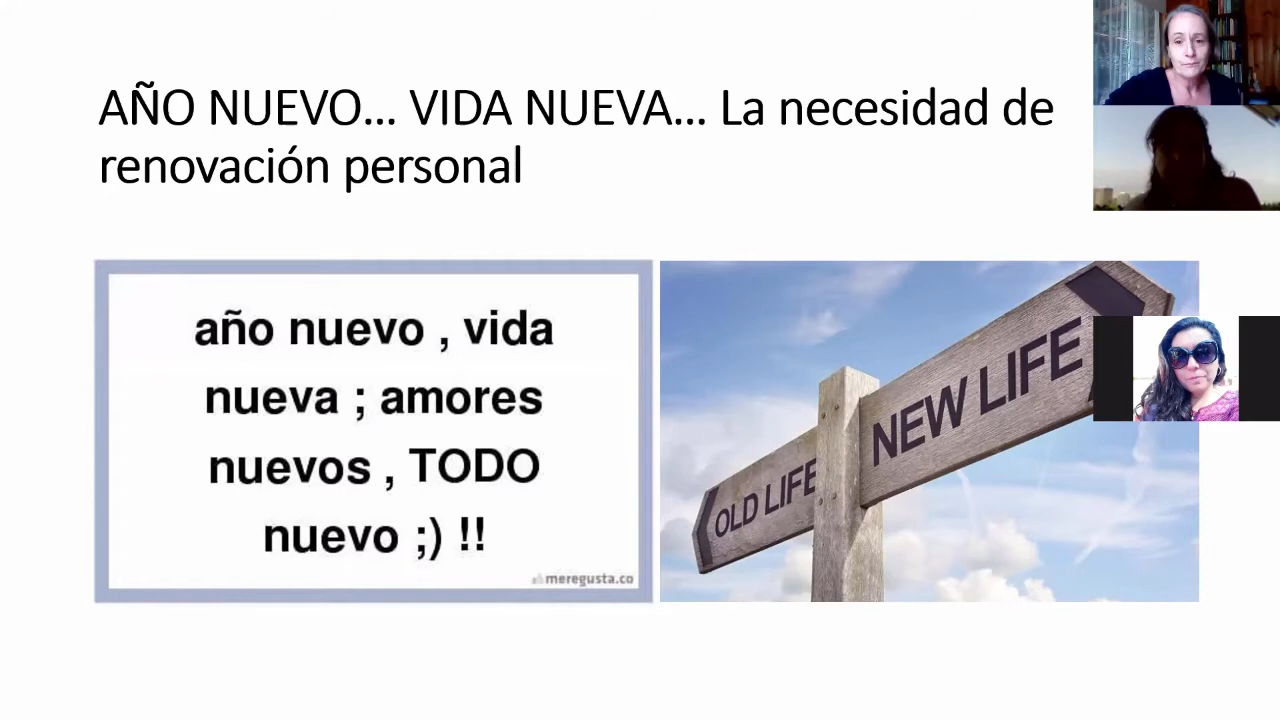 AÑO NUEVO... VIDA NUEVA... La necesidad de
renovación personal
año nuevo , vida
nueva ; amores
nuevos , TODO
nuevo ;) !!
meregusta.co
OLD LIFE
NEW LIFE